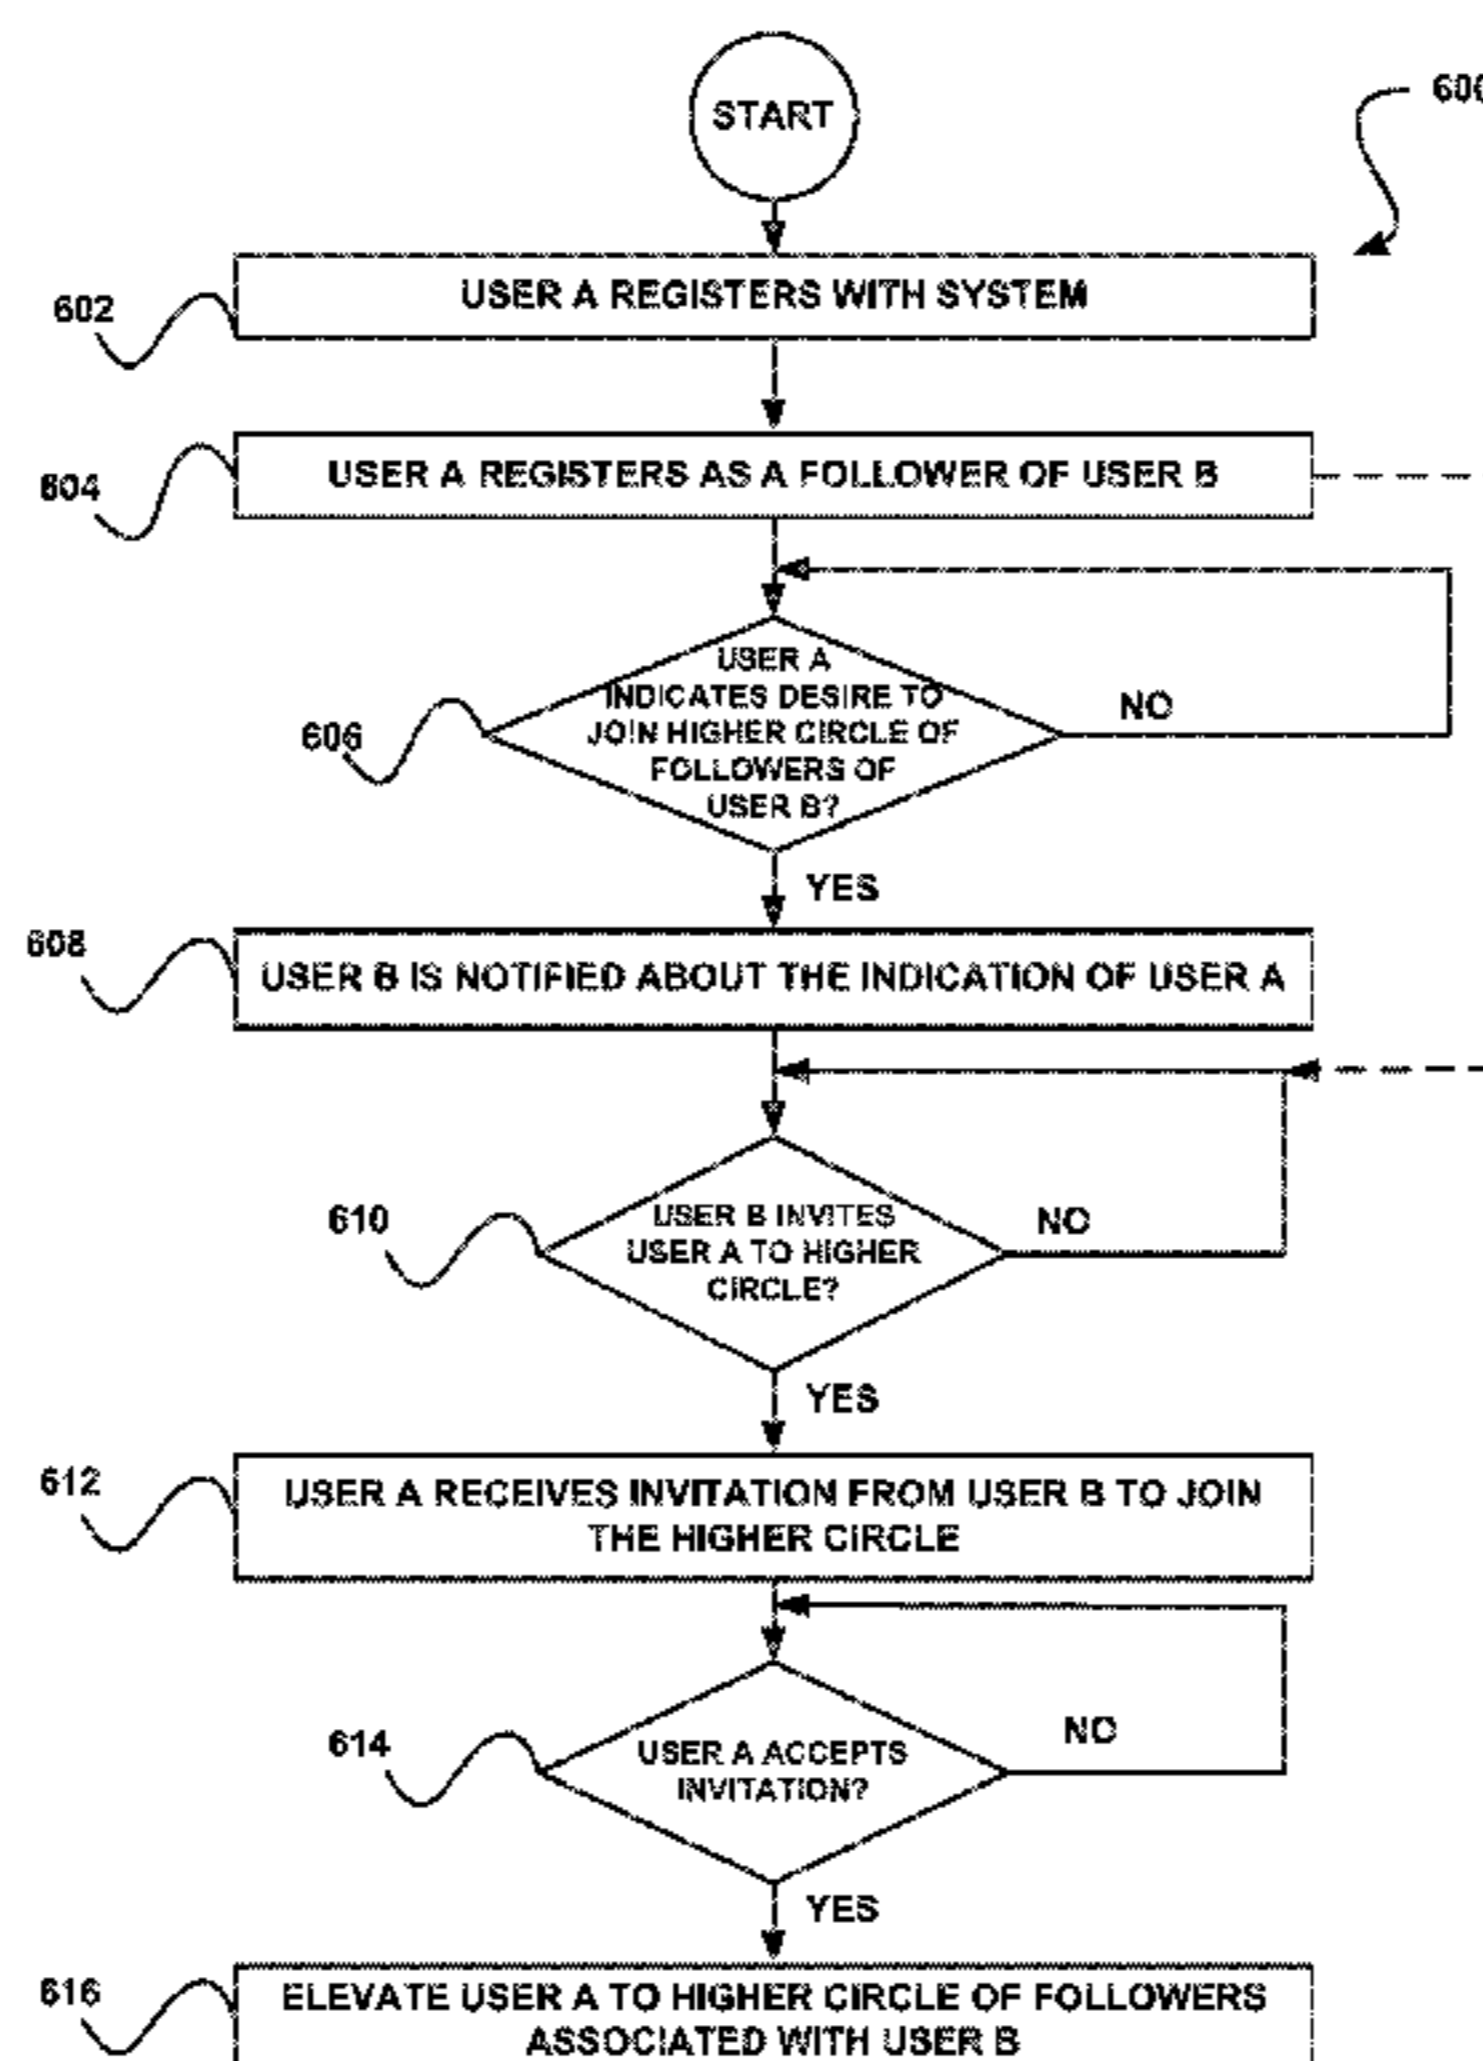 START
600
602
USER A REGISTERS WITH SYSTEM
604
USER A REGISTERS AS A FOLLOWER OF USER B
606
USER A
INDICATES DESIRE TO
JOIN HIGHER CIRCLE OF
FOLLOWERS OF
USER B?
NO
YES
608
USER B IS NOTIFIED ABOUT THE INDICATION OF USER A
610
USER B INVITES
USER A TO HIGHER
CIRCLE?
NO
YES
612
USER A RECEIVES INVITATION FROM USER B TO JOIN
THE HIGHER CIRCLE
614
USER A ACCEPTS
INVITATION?
NO
YES
616
ELEVATE USER A TO HIGHER CIRCLE OF FOLLOWERS
ASSOCIATED WITH USER B